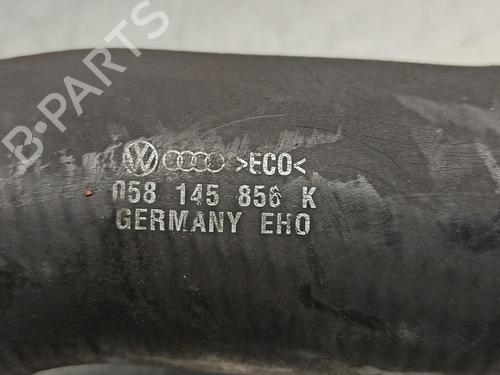 B-PARTS
>ECO<
058 145 856 K
GERMANY EHO